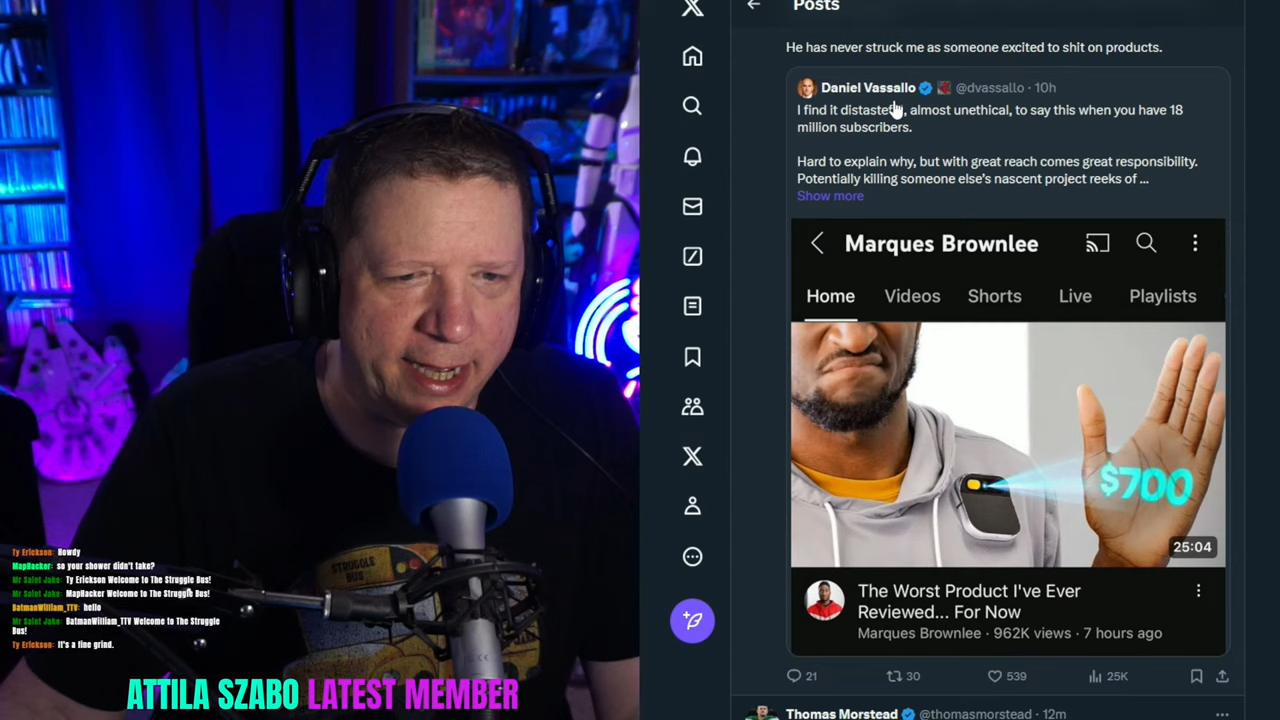 Posts
He has never struck me as someone excited to shit on products.
Daniel Vassallo @dvassallo · 10h
I find it distasteful, almost unethical, to say this when you have 18
million subscribers.
Hard to explain why, but with great reach comes great responsibility.
Potentially killing someone else's nascent project reeks of ...
Show more
Marques Brownlee
Home Videos Shorts Live Playlists
$700
25:04
The Worst Product I've Ever
Reviewed... For Now
Marques Brownlee · 962K views · 7 hours ago
21 30 539 25K
Thomas Morstead @thomasmorstead · 12m
STRUGGLE
BUS
Ty Erickson: Howdy
MapHacker: so your shower didn't take?
Mr Salet Jake: Ty Erickson Welcome to The Struggle Bus!
Mr Salet Jake: MapHacker Welcome to The Struggle Bus!
BatmanWilliam_TTV: hello
Mr Salet Jake: BatmanWilliam_TTV Welcome to The Struggle
Bus!
Ty Erickson: It's a fine grind.
ATTILA SZABO LATEST MEMBER